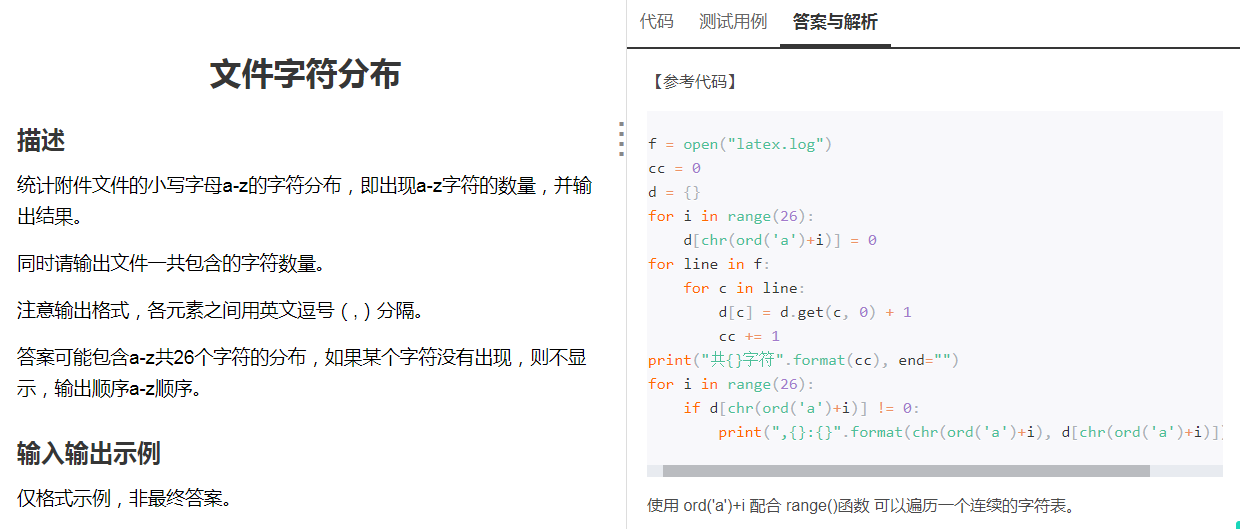 文件字符分布
描述
统计附件文件的小写字母a-z的字符分布，即出现a-z字符的数量，并输
出结果。
同时请输出文件一共包含的字符数量。
注意输出格式，各元素之间用英文逗号 ( , ) 分隔。
答案可能包含a-z共26个字符的分布，如果某个字符没有出现，则不显
示，输出顺序a-z顺序。
输入输出示例
仅格式示例，非最终答案。
代码 测试用例 答案与解析
【参考代码】
f = open("latex.log")
cc = 0
d = {}
for i in range(26):
    d[chr(ord('a')+i)] = 0
for line in f:
    for c in line:
        d[c] = d.get(c, 0) + 1
        cc += 1
print("共{}字符".format(cc), end="")
for i in range(26):
    if d[chr(ord('a')+i)] != 0:
        print(",{}:{}".format(chr(ord('a')+i), d[chr(ord('a')+i)]
使用 ord('a')+i 配合 range()函数 可以遍历一个连续的字符表。